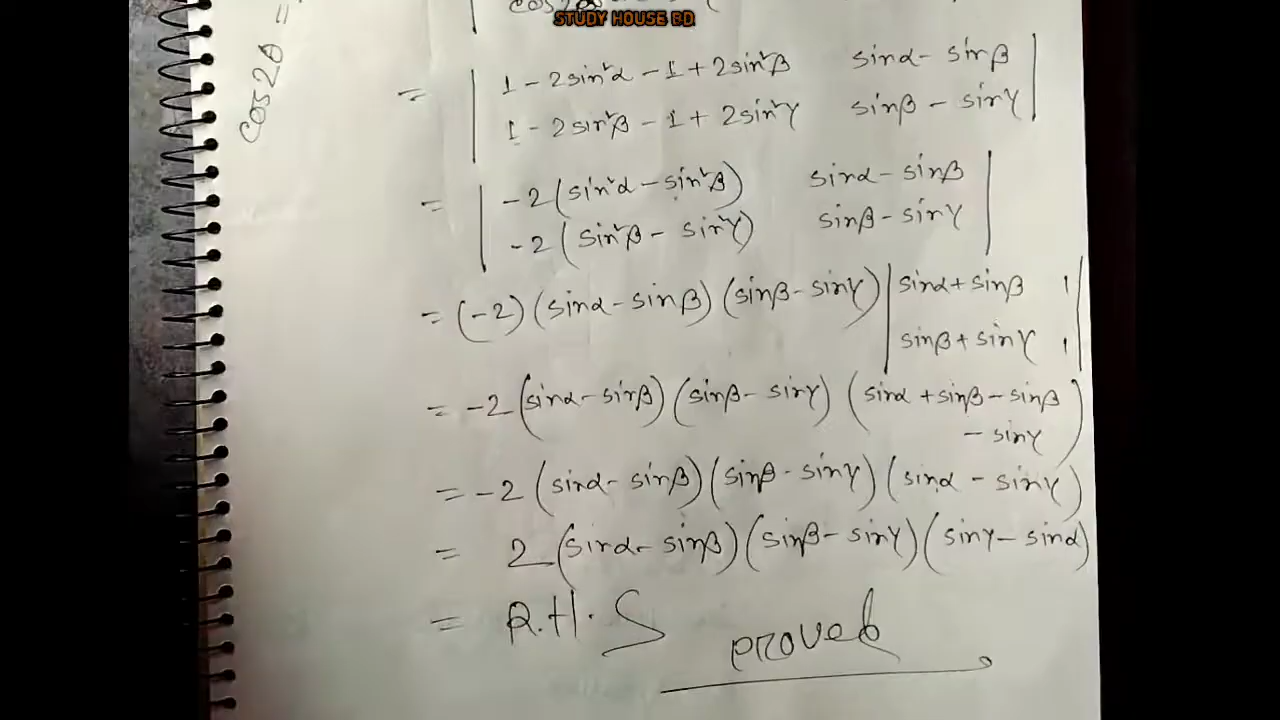 cos2θ =
STUDY HOUSE BD
= | 1 - 2sin²α - 1 + 2sin²β sinα - sinβ |
| 1 - 2sin²β - 1 + 2sin²γ sinβ - sinγ |
= | -2(sin²α - sin²β) sinα - sinβ |
| -2(sin²β - sin²γ) sinβ - sinγ |
= (-2)(sinα - sinβ)(sinβ - sinγ) | sinα + sinβ 1 |
| sinβ + sinγ 1 |
= -2(sinα - sinβ)(sinβ - sinγ)(sinα + sinβ - sinβ
- sinγ)
= -2(sinα - sinβ)(sinβ - sinγ)(sinα - sinγ)
= 2(sinα - sinβ)(sinβ - sinγ)(sinγ - sinα)
= R.H.S
proved